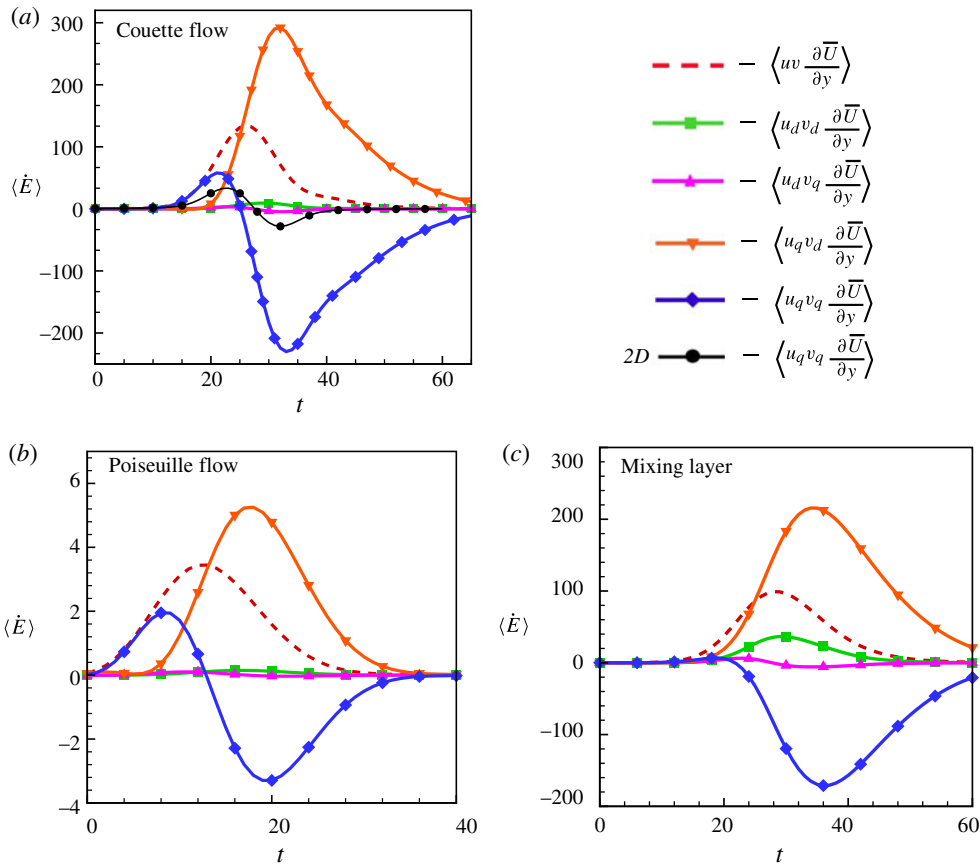 (a)
Couette flow
300
200
100
0
−100
−200
⟨Ė⟩
0 20 40 60
t
− ⟨uv ∂U̅/∂y⟩
− ⟨u_d v_d ∂U̅/∂y⟩
− ⟨u_d v_q ∂U̅/∂y⟩
− ⟨u_q v_d ∂U̅/∂y⟩
− ⟨u_q v_q ∂U̅/∂y⟩
2D − ⟨u_q v_q ∂U̅/∂y⟩
(b)
Poiseuille flow
6
4
2
0
−2
−4
⟨Ė⟩
0 20 40
t
(c)
Mixing layer
300
200
100
0
−100
−200
⟨Ė⟩
0 20 40 60
t